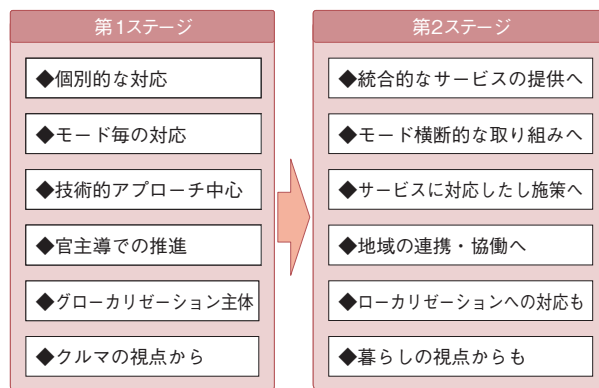 第1ステージ
◆個別的な対応
◆モード毎の対応
◆技術的アプローチ中心
◆官主導での推進
◆グローカリゼーション主体
◆クルマの視点から
第2ステージ
◆統合的なサービスの提供へ
◆モード横断的な取り組みへ
◆サービスに対応したし施策へ
◆地域の連携・協働へ
◆ローカリゼーションへの対応も
◆暮らしの視点からも